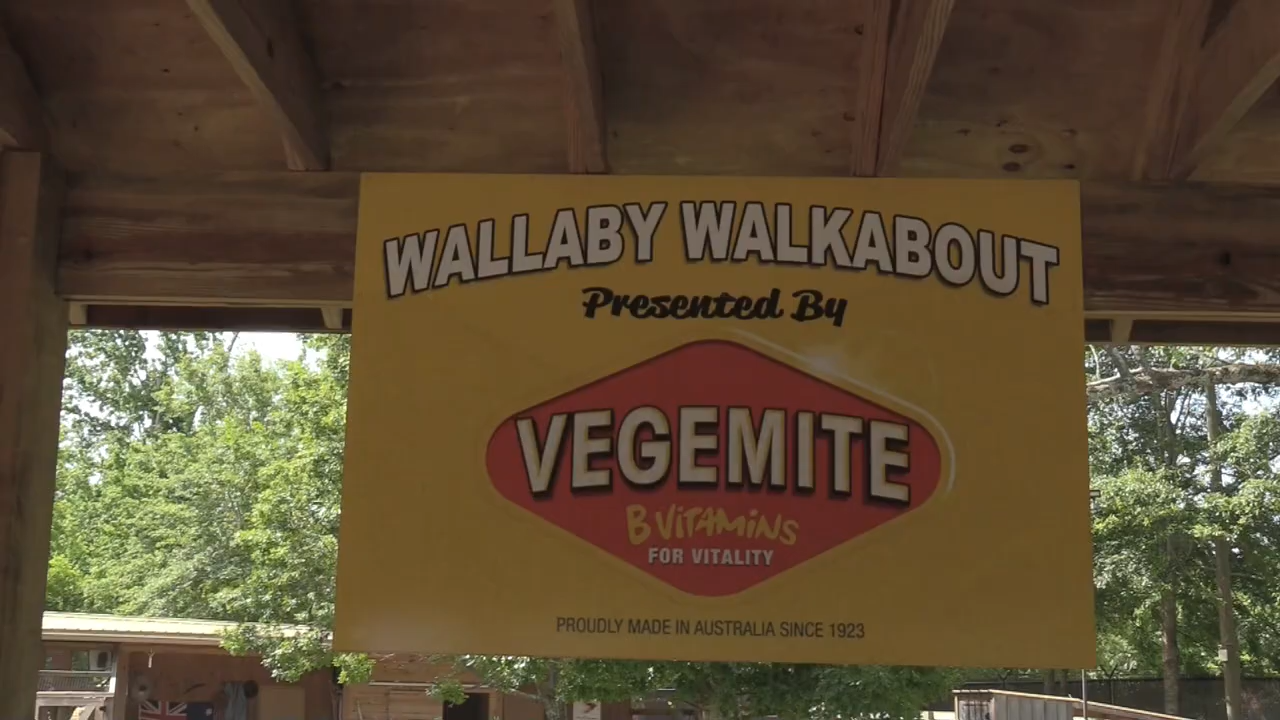 WALLABY WALKABOUT
Presented By
VEGEMITE
B ViTAMiNS
FOR VITALITY
PROUDLY MADE IN AUSTRALIA SINCE 1923